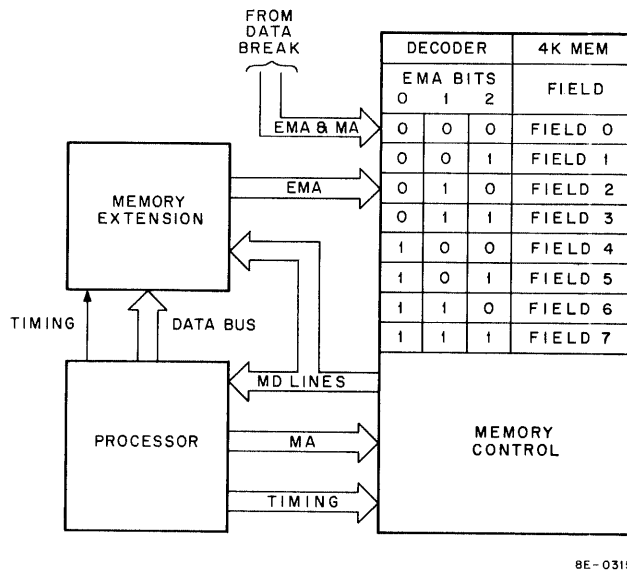 FROM
DATA
BREAK
DECODER 4K MEM
EMA BITS
0 1 2
FIELD
EMA & MA
0 0 0 FIELD 0
0 0 1 FIELD 1
0 1 0 FIELD 2
0 1 1 FIELD 3
1 0 0 FIELD 4
1 0 1 FIELD 5
1 1 0 FIELD 6
1 1 1 FIELD 7
MEMORY
EXTENSION
EMA
TIMING
DATA BUS
MD LINES
PROCESSOR
MA
TIMING
MEMORY
CONTROL
8E-0315